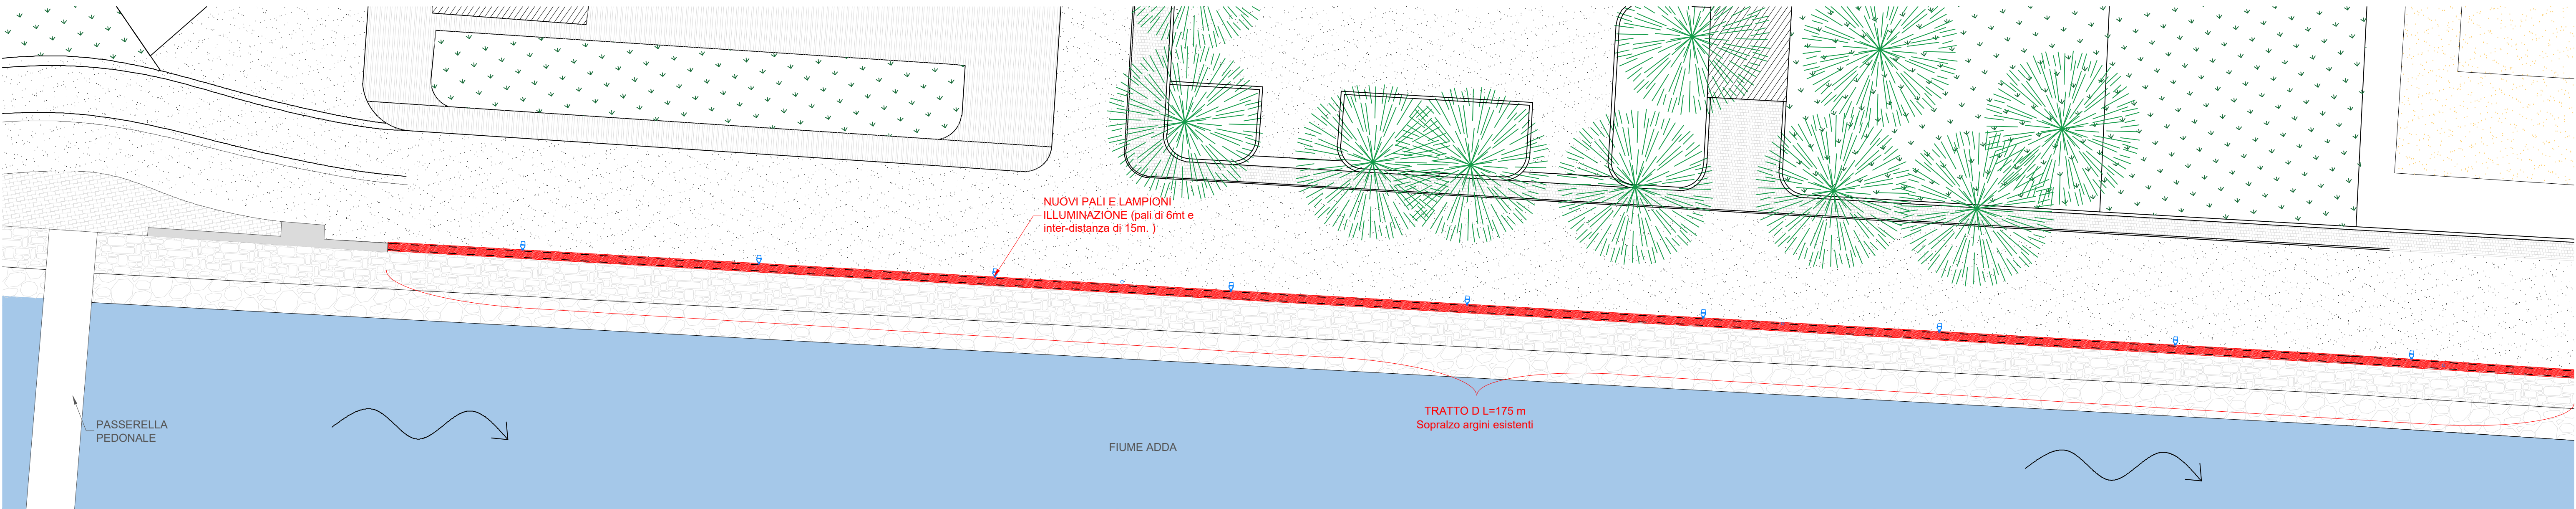 NUOVI PALI E LAMPIONI
ILLUMINAZIONE (pali di 6mt e
inter-distanza di 15m. )
TRATTO D L=175 m
Sopralzo argini esistenti
PASSERELLA
PEDONALE
FIUME ADDA